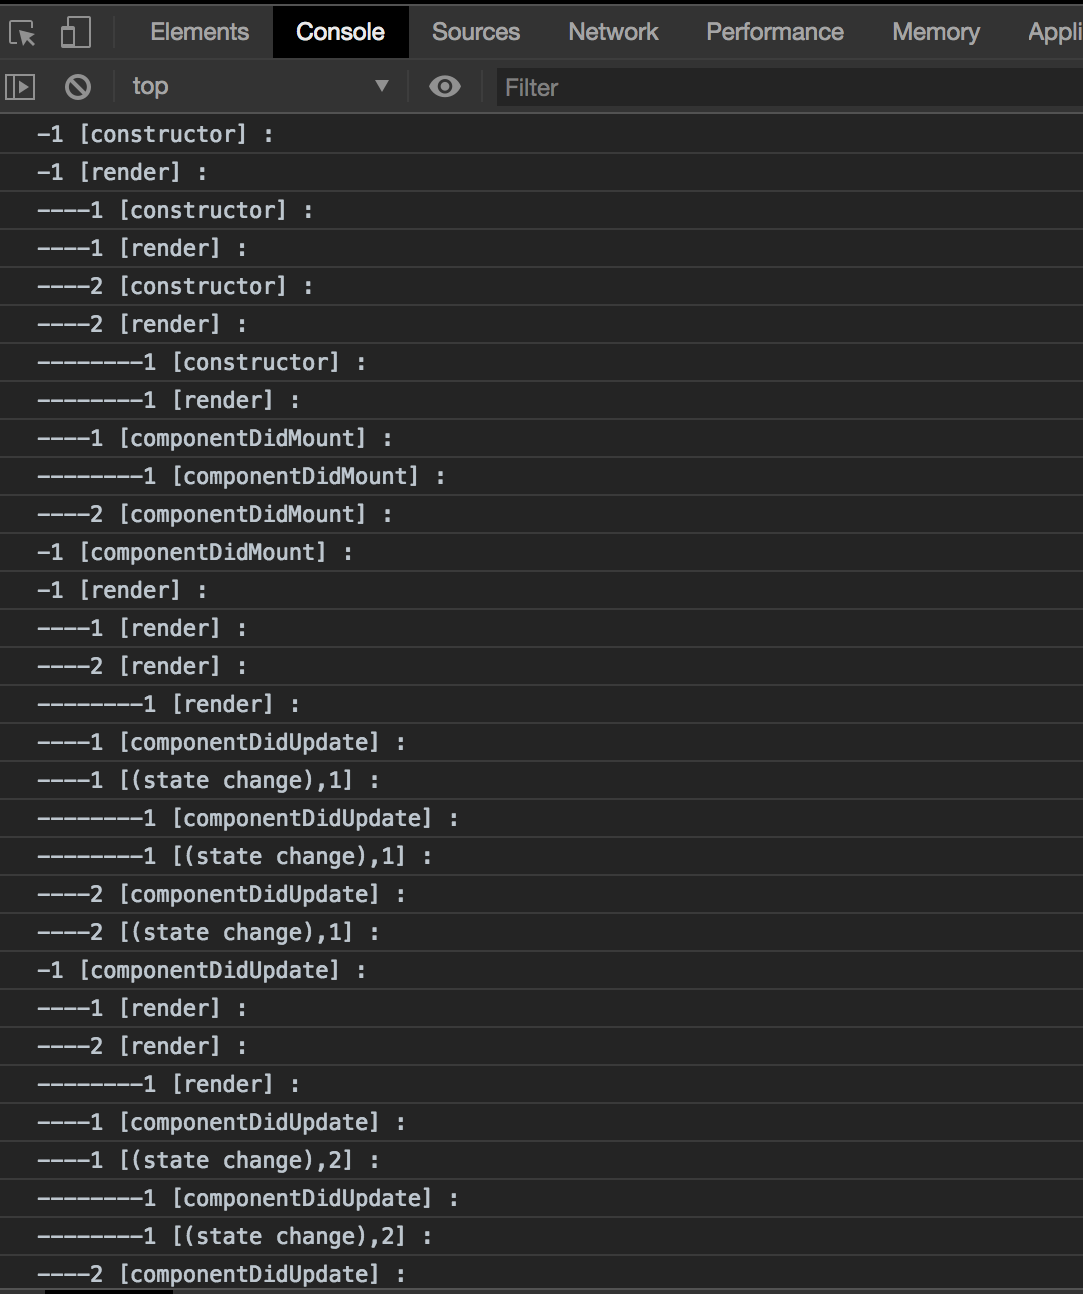 Elements Console Sources Network Performance Memory Appli
top ▼ Filter
-1 [constructor] :
-1 [render] :
----1 [constructor] :
----1 [render] :
----2 [constructor] :
----2 [render] :
--------1 [constructor] :
--------1 [render] :
----1 [componentDidMount] :
--------1 [componentDidMount] :
----2 [componentDidMount] :
-1 [componentDidMount] :
-1 [render] :
----1 [render] :
----2 [render] :
--------1 [render] :
----1 [componentDidUpdate] :
----1 [(state change),1] :
--------1 [componentDidUpdate] :
--------1 [(state change),1] :
----2 [componentDidUpdate] :
----2 [(state change),1] :
-1 [componentDidUpdate] :
----1 [render] :
----2 [render] :
--------1 [render] :
----1 [componentDidUpdate] :
----1 [(state change),2] :
--------1 [componentDidUpdate] :
--------1 [(state change),2] :
----2 [componentDidUpdate] :